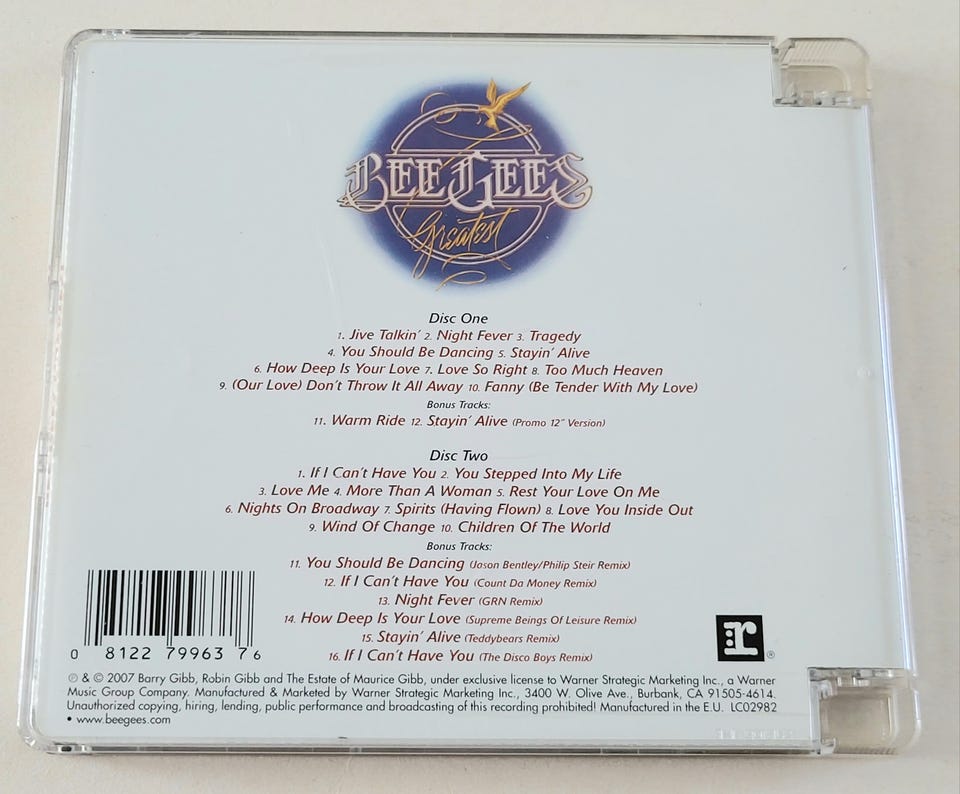 BEE GEES
Greatest
Disc One
1. Jive Talkin' 2. Night Fever 3. Tragedy
4. You Should Be Dancing 5. Stayin' Alive
6. How Deep Is Your Love 7. Love So Right 8. Too Much Heaven
9. (Our Love) Don't Throw It All Away 10. Fanny (Be Tender With My Love)
Bonus Tracks:
11. Warm Ride 12. Stayin' Alive (Promo 12" Version)
Disc Two
1. If I Can't Have You 2. You Stepped Into My Life
3. Love Me 4. More Than A Woman 5. Rest Your Love On Me
6. Nights On Broadway 7. Spirits (Having Flown) 8. Love You Inside Out
9. Wind Of Change 10. Children Of The World
Bonus Tracks:
11. You Should Be Dancing (Jason Bentley/Philip Steir Remix)
12. If I Can't Have You (Count Da Money Remix)
13. Night Fever (GRN Remix)
14. How Deep Is Your Love (Supreme Beings Of Leisure Remix)
15. Stayin' Alive (Teddybears Remix)
16. If I Can't Have You (The Disco Boys Remix)
0 81227 99637 6
r ®
℗ & © 2007 Barry Gibb, Robin Gibb and The Estate of Maurice Gibb, under exclusive license to Warner Strategic Marketing Inc., a Warner
Music Group Company. Manufactured & Marketed by Warner Strategic Marketing Inc., 3400 W. Olive Ave., Burbank, CA 91505-4614.
Unauthorized copying, hiring, lending, public performance and broadcasting of this recording prohibited! Manufactured in the E.U. LC02982
• www.beegees.com